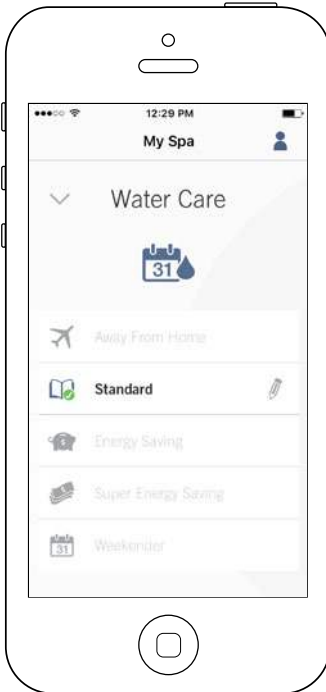 12:29 PM
My Spa
Water Care
31
Away From Home
Standard
Energy Saving
Super Energy Saving
31
Weekender